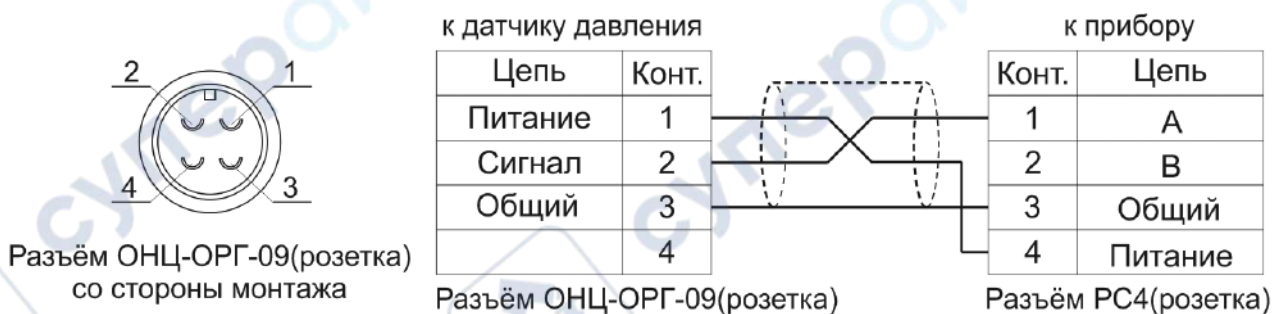 к датчику давления
к прибору
2 1
Цепь Конт. Конт. Цепь
Питание 1 1 А
Сигнал 2 2 В
4 3
Общий 3 3 Общий
4 4 Питание
Разъём ОНЦ-ОРГ-09(розетка)
со стороны монтажа
Разъём ОНЦ-ОРГ-09(розетка)
Разъём РС4(розетка)
супер